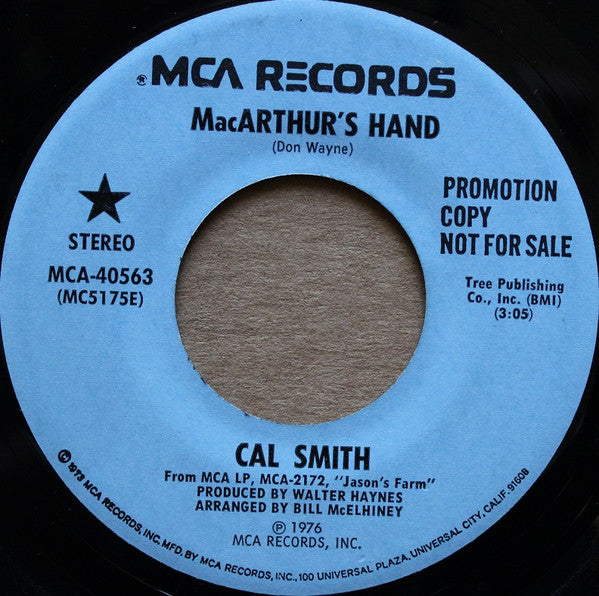 ®MCA RECORDS
MacARTHUR'S HAND
(Don Wayne)
★
STEREO
MCA-40563
(MC5175E)
PROMOTION
COPY
NOT FOR SALE
Tree Publishing
Co., Inc. (BMI)
(3:05)
CAL SMITH
From MCA LP, MCA-2172, "Jason's Farm"
PRODUCED BY WALTER HAYNES
ARRANGED BY BILL McELHINEY
℗ 1976
MCA RECORDS, INC.
© 1973 MCA RECORDS, INC. MFD. BY MCA RECORDS, INC., 100 UNIVERSAL PLAZA, UNIVERSAL CITY, CALIF. 91608